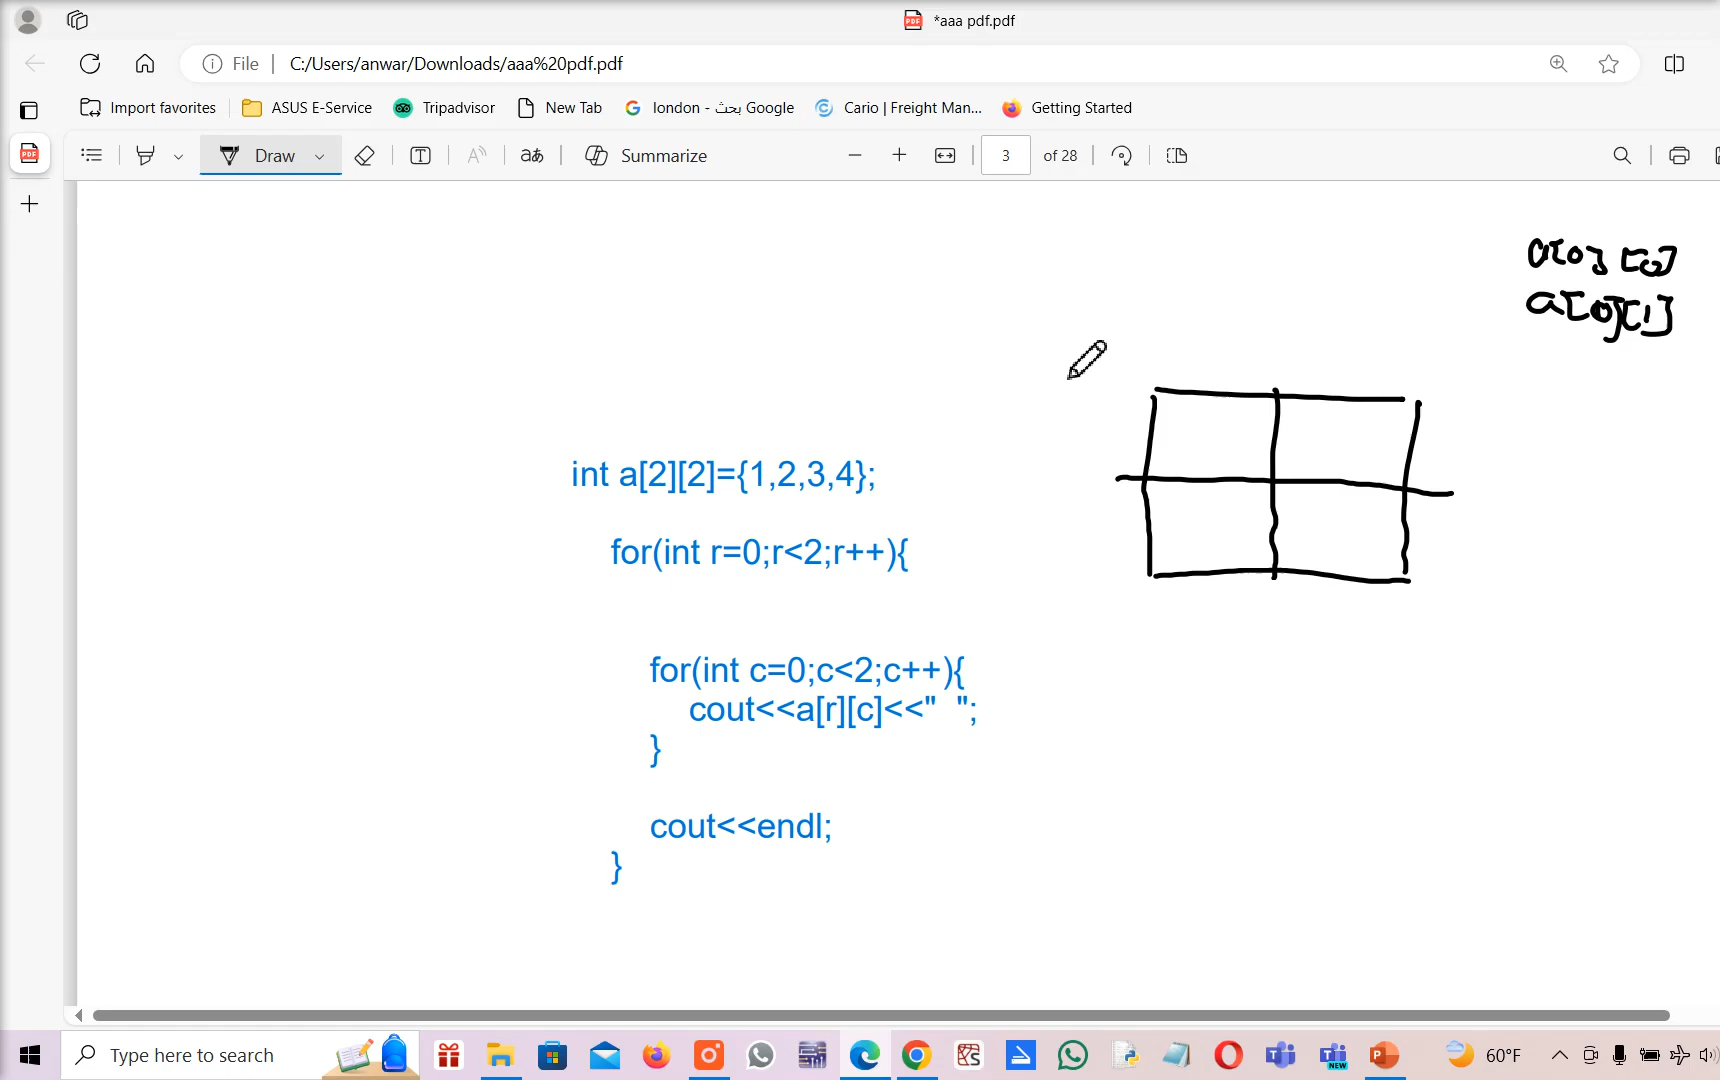 *aaa pdf.pdf
File C:/Users/anwar/Downloads/aaa%20pdf.pdf
Import favorites ASUS E-Service Tripadvisor New Tab london - بحث Google Cario | Freight Man... Getting Started
Draw T A aあ Summarize 3 of 28
a[0][0]
a[0][1]
int a[2][2]={1,2,3,4};
for(int r=0;r<2;r++){
for(int c=0;c<2;c++){
cout<<a[r][c]<<"  ";
}
cout<<endl;
}
Type here to search 60°F